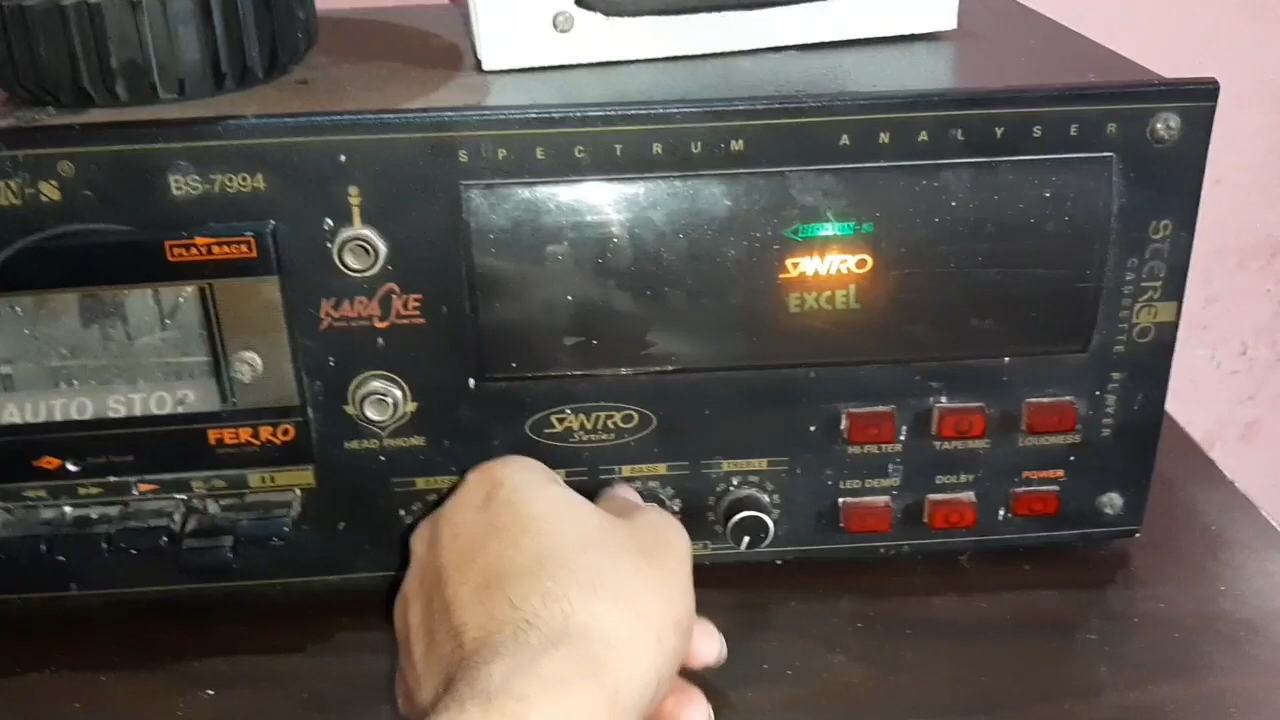 SPECTRUM ANALYSER
BS-7994
PLAY BACK
KARAOKE
SANTRO
EXCEL
STEREO
CASSETTE PLAYER
AUTO STOP
FERRO
HEAD PHONE
SANTRO
Series
HI-FILTER
TAPE/MIC
LOUDNESS
BASS
BASS
TREBLE
LED DEMO
DOLBY
POWER